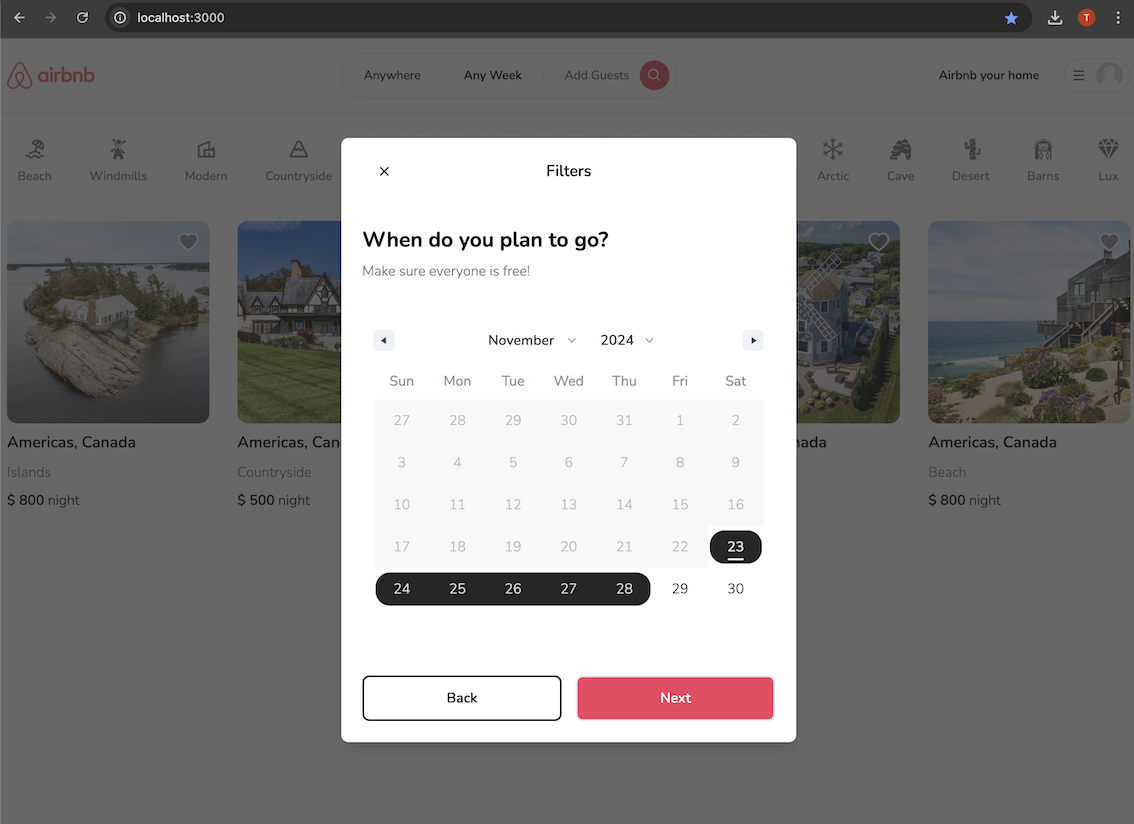 localhost:3000
T
airbnb
Anywhere Any Week Add Guests
Airbnb your home
Beach Windmills Modern Countryside Arctic Cave Desert Barns Lux
Filters
When do you plan to go?
Make sure everyone is free!
November 2024
Sun Mon Tue Wed Thu Fri Sat
27 28 29 30 31 1 2
3 4 5 6 7 8 9
10 11 12 13 14 15 16
17 18 19 20 21 22 23
24 25 26 27 28 29 30
Back Next
Americas, Canada
Islands
$ 800 night
Americas, Can
Countryside
$ 500 night
nada
Americas, Canada
Beach
$ 800 night